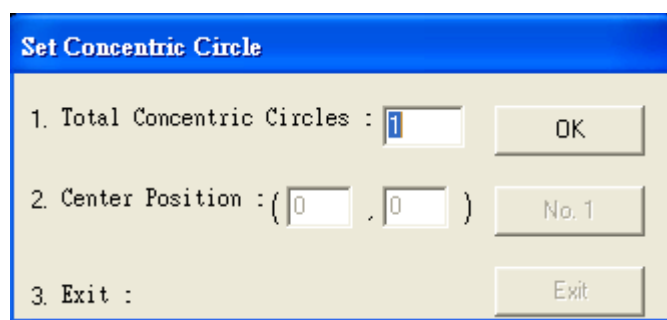 Set Concentric Circle
1. Total Concentric Circles : 1 OK
2. Center Position : ( 0 , 0 ) No. 1
3. Exit : Exit